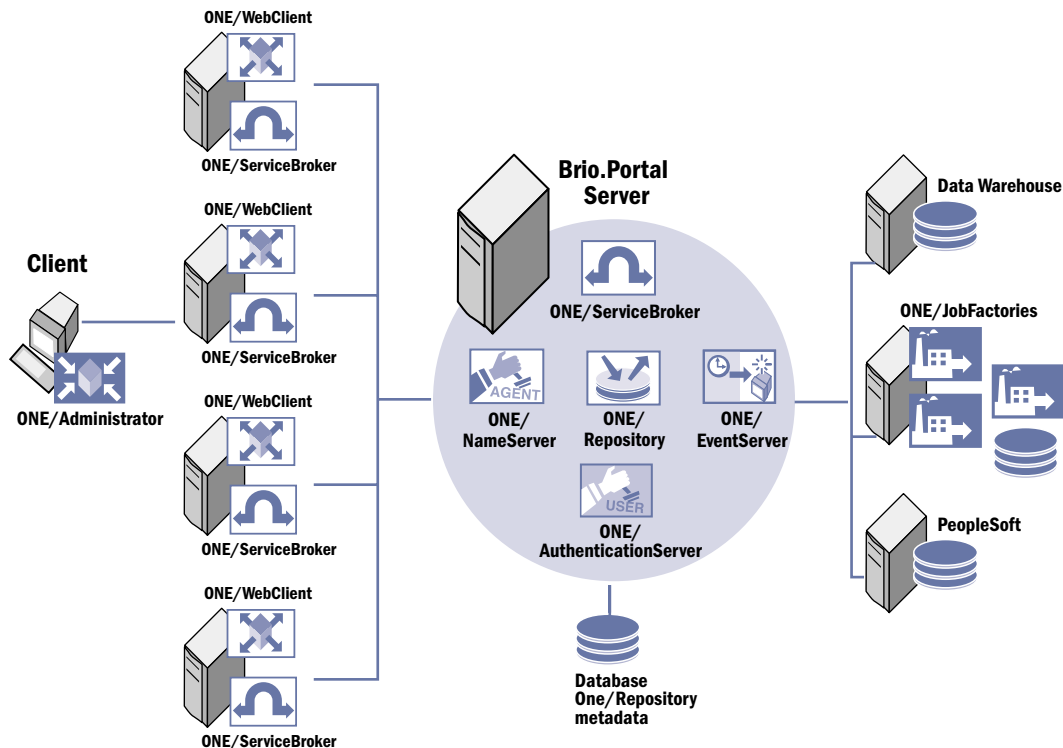 Client
ONE/Administrator
ONE/WebClient
ONE/ServiceBroker
ONE/WebClient
ONE/ServiceBroker
ONE/WebClient
ONE/ServiceBroker
ONE/WebClient
ONE/ServiceBroker
Brio.Portal
Server
ONE/ServiceBroker
AGENT
ONE/
NameServer
ONE/
Repository
ONE/
EventServer
USER
ONE/
AuthenticationServer
Database
One/Repository
metadata
Data Warehouse
ONE/JobFactories
PeopleSoft